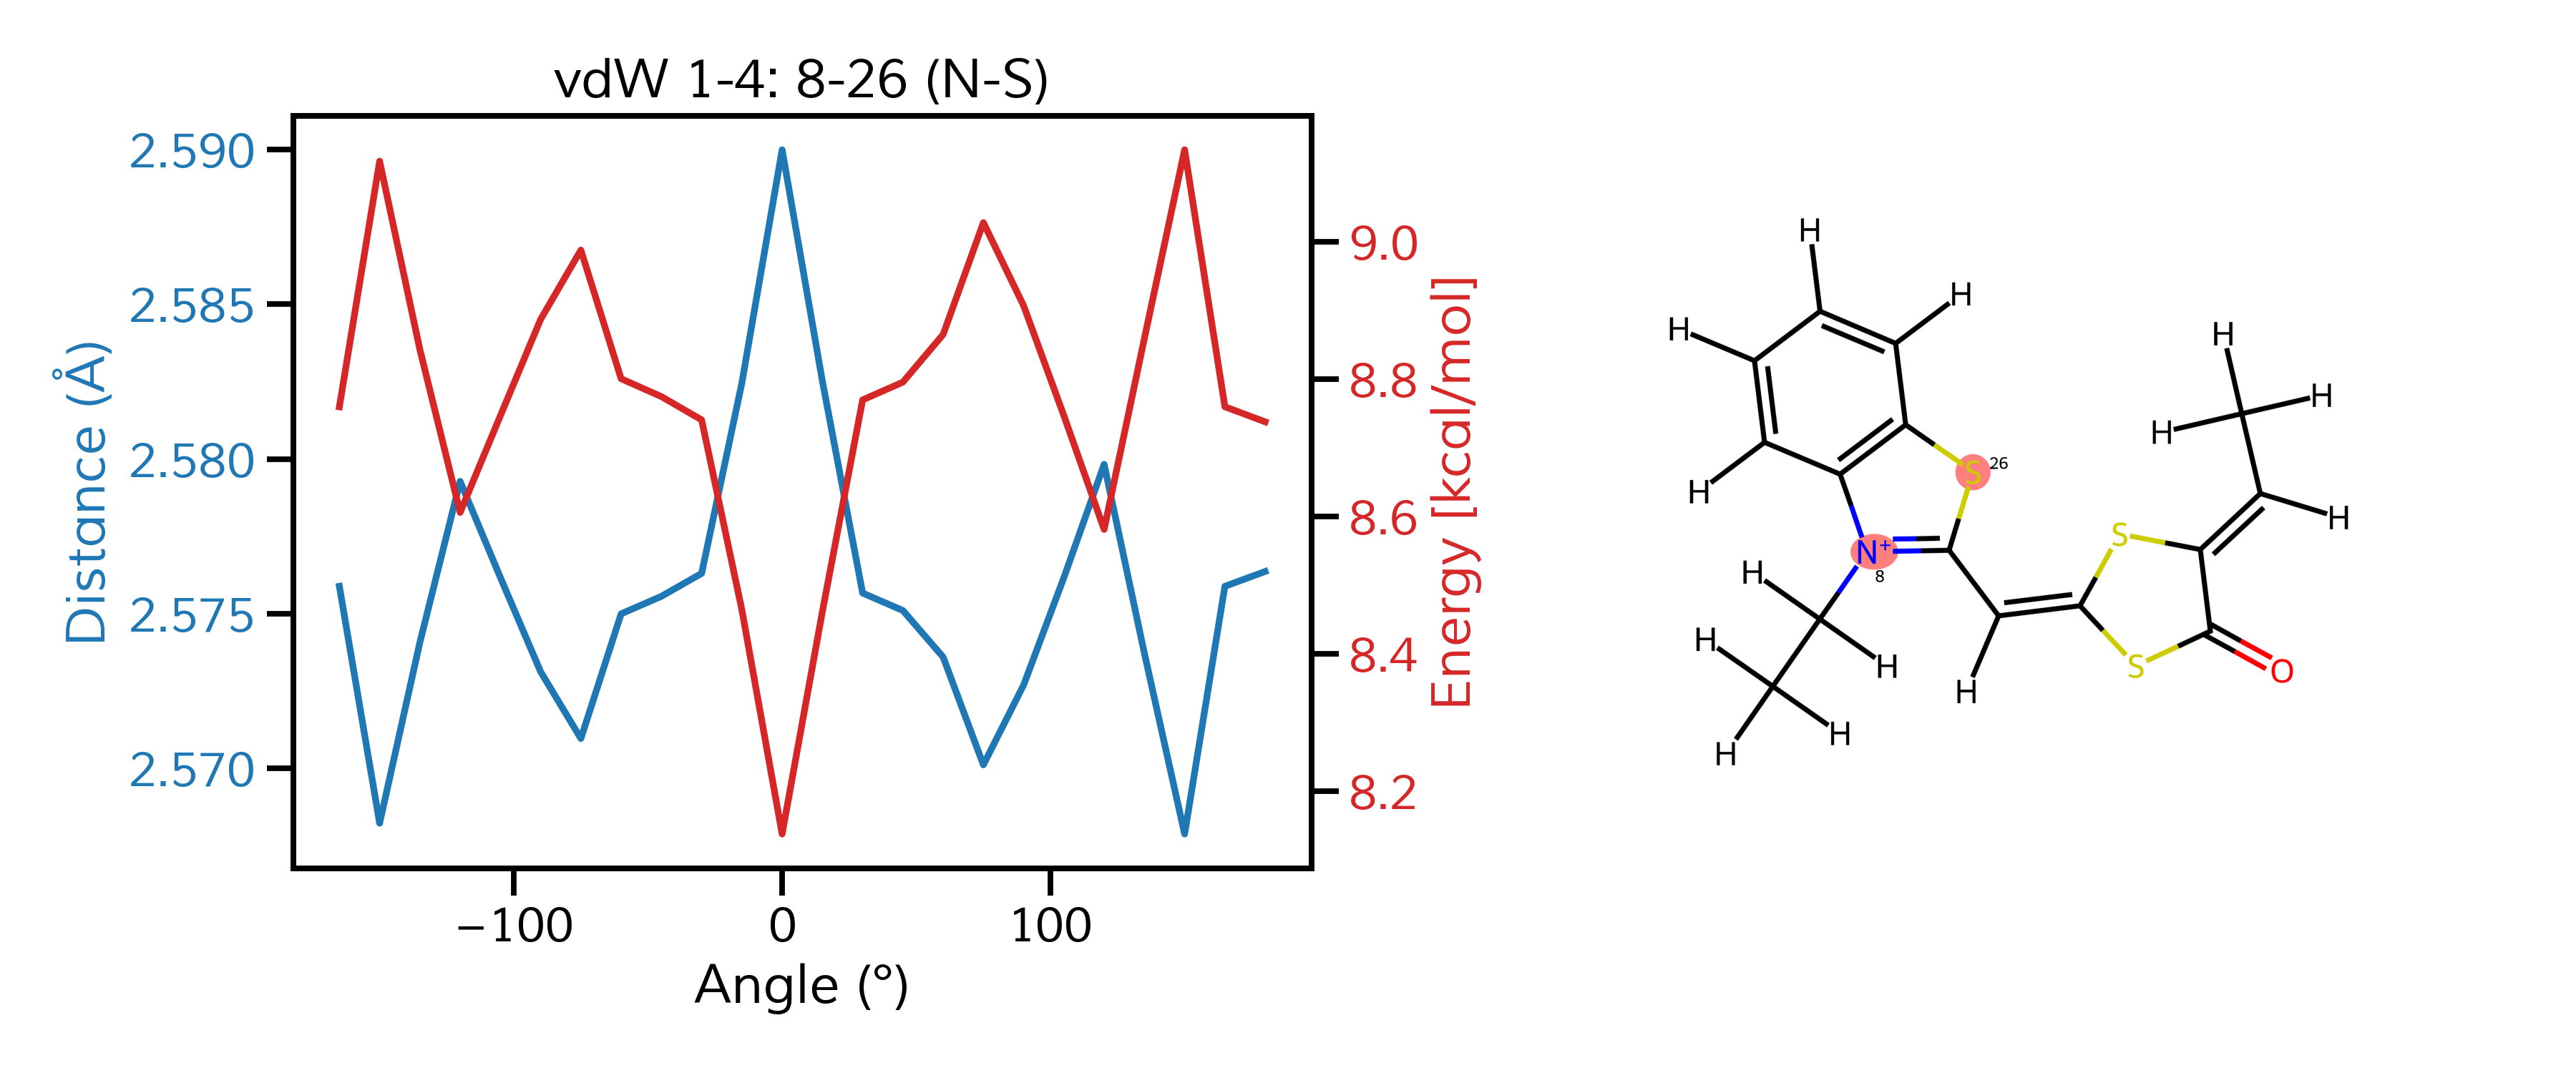 vdW 1-4: 8-26 (N-S)
Distance (Å)
2.590
2.585
2.580
2.575
2.570
Energy [kcal/mol]
9.0
8.8
8.6
8.4
8.2
−100
0
100
Angle (°)
H
H
H
H
H
H
H
S 26
H
S
N+
8
H
H
H
S
O
H
H
H